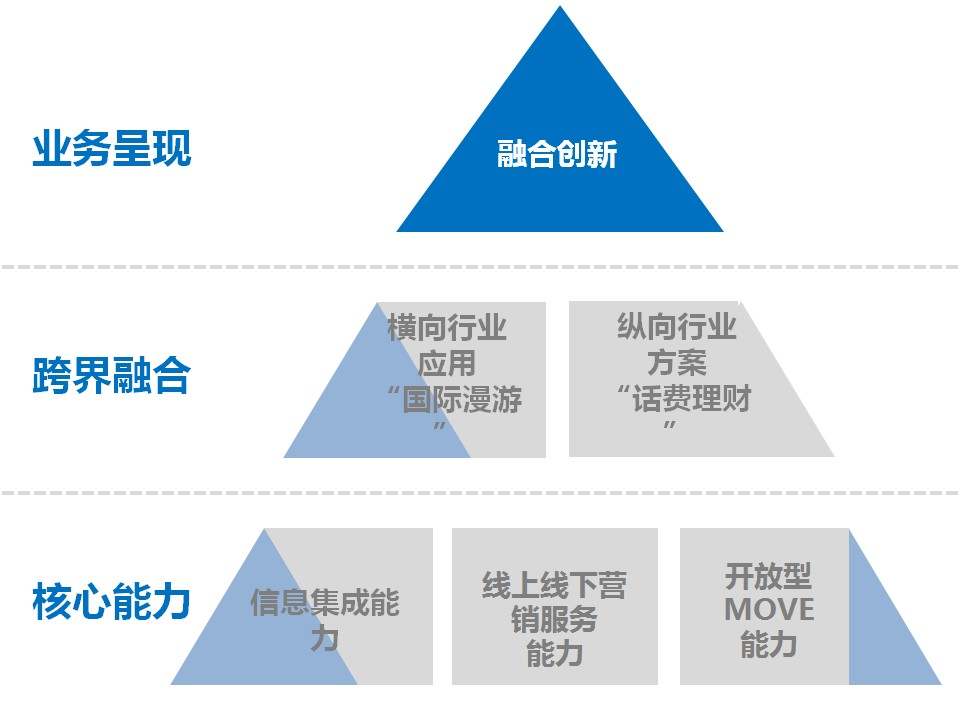 业务呈现
融合创新
跨界融合
横向行业
应用
“国际漫游
”
纵向行业
方案
“话费理财
”
核心能力
信息集成能
力
线上线下营
销服务
能力
开放型
MOVE
能力